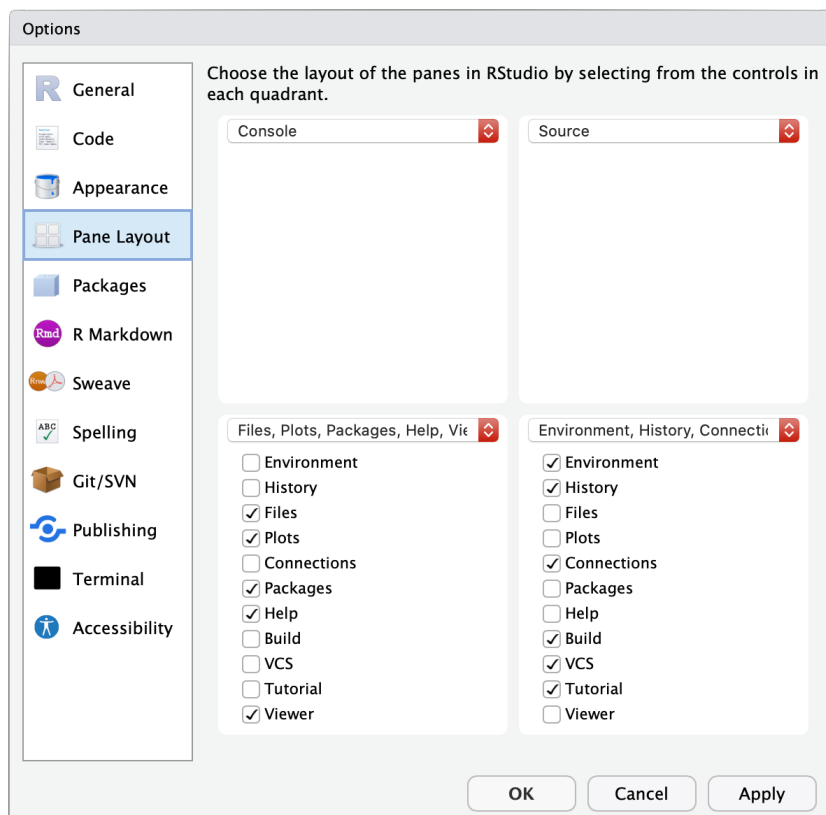 Options
General
Code
Appearance
Pane Layout
Packages
Rmd R Markdown
Sweave
ABC Spelling
Git/SVN
Publishing
Terminal
Accessibility
Choose the layout of the panes in RStudio by selecting from the controls in
each quadrant.
Console
Source
Files, Plots, Packages, Help, Vie
Environment
History
Files
Plots
Connections
Packages
Help
Build
VCS
Tutorial
Viewer
Environment, History, Connectic
Environment
History
Files
Plots
Connections
Packages
Help
Build
VCS
Tutorial
Viewer
OK
Cancel
Apply